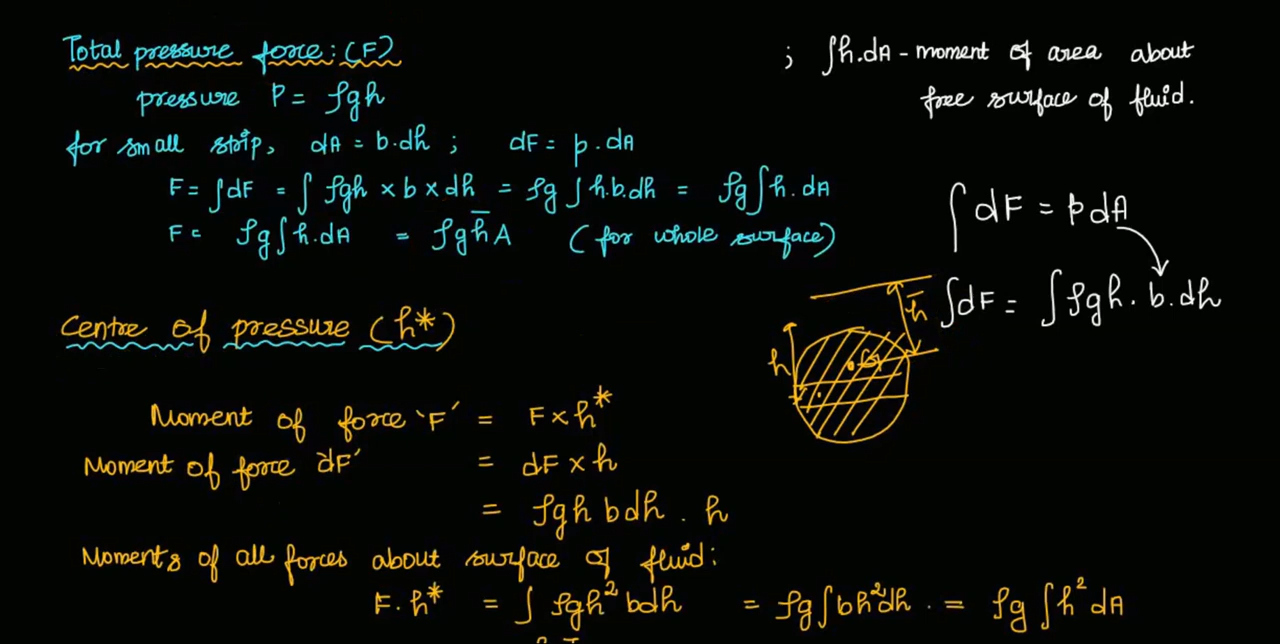 Total pressure force: (F)
pressure P = ρgh
for small strip, dA = b.dh ; dF = p.dA
F = ∫dF = ∫ρgh × b × dh = ρg∫h.b.dh = ρg∫h.dA
F = ρg∫h.dA = ρgh̄A (for whole surface)
; ∫h.dA - moment of area about
free surface of fluid.
∫dF = pdA
∫dF = ∫ρgh. b.dh
h̄
h
G
Centre of pressure (h*)
Moment of force 'F' = F×h*
Moment of force dF' = dF×h
= ρgh bdh . h
Moments of all forces about surface of fluid:
F.h* = ∫ρgh² bdh = ρg∫bh²dh . = ρg∫h²dA